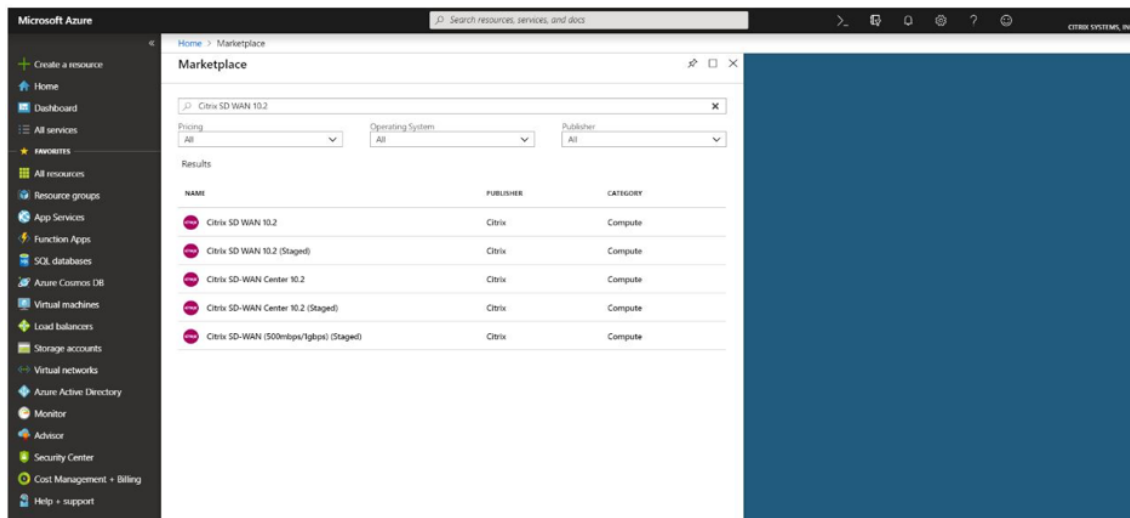 Microsoft Azure
Search resources, services, and docs
CITRIX SYSTEMS, IN
Create a resource
Home
Dashboard
All services
FAVORITES
All resources
Resource groups
App Services
Function Apps
SQL databases
Azure Cosmos DB
Virtual machines
Load balancers
Storage accounts
Virtual networks
Azure Active Directory
Monitor
Advisor
Security Center
Cost Management + Billing
Help + support
Home > Marketplace
Marketplace
Citrix SD WAN 10.2
Pricing Operating System Publisher
All All All
Results
NAME PUBLISHER CATEGORY
Citrix SD WAN 10.2 Citrix Compute
Citrix SD WAN 10.2 (Staged) Citrix Compute
Citrix SD-WAN Center 10.2 Citrix Compute
Citrix SD-WAN Center 10.2 (Staged) Citrix Compute
Citrix SD-WAN (500mbps/1gbps) (Staged) Citrix Compute